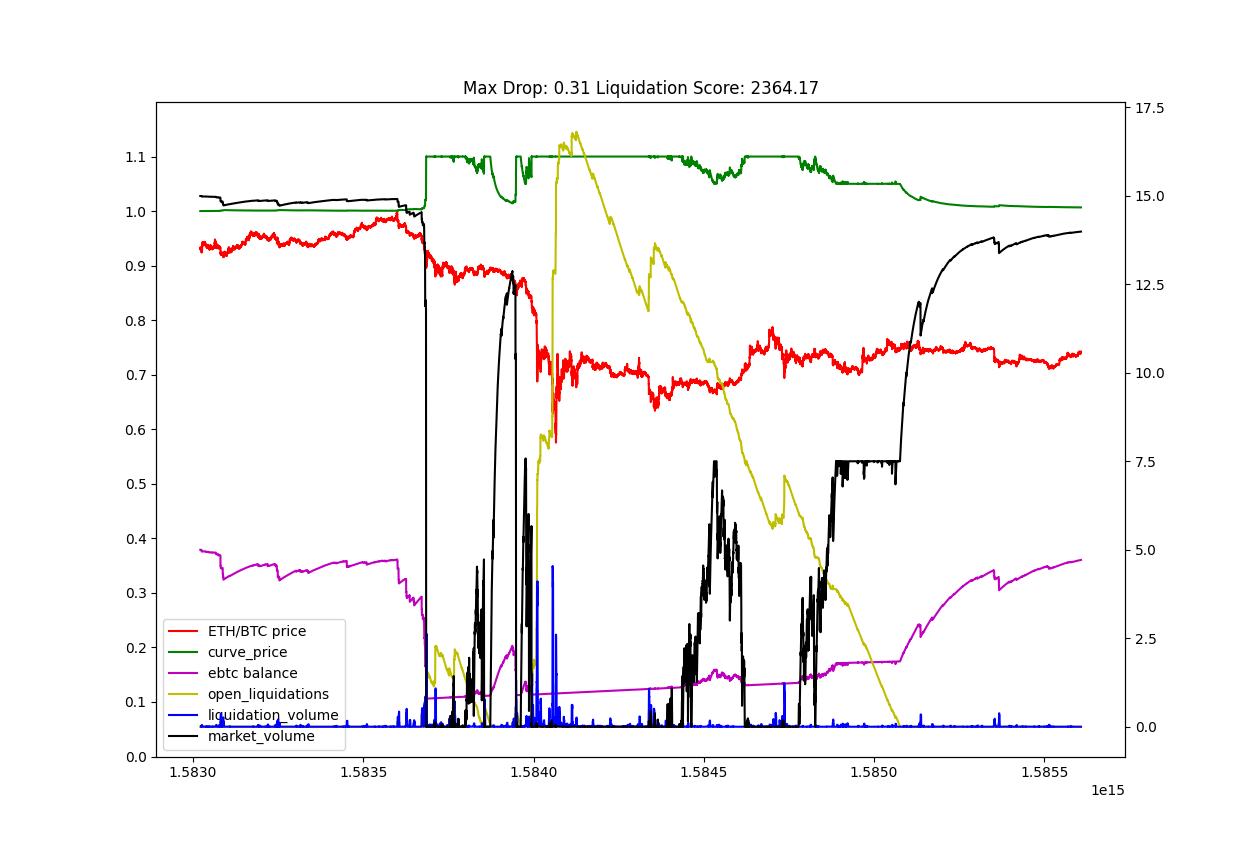 Max Drop: 0.31 Liquidation Score: 2364.17
17.5
15.0
12.5
10.0
7.5
5.0
2.5
0.0
1.1
1.0
0.9
0.8
0.7
0.6
0.5
0.4
0.3
0.2
0.1
0.0
ETH/BTC price
curve_price
ebtc balance
open_liquidations
liquidation_volume
market_volume
1.5830 1.5835 1.5840 1.5845 1.5850 1.5855
1e15